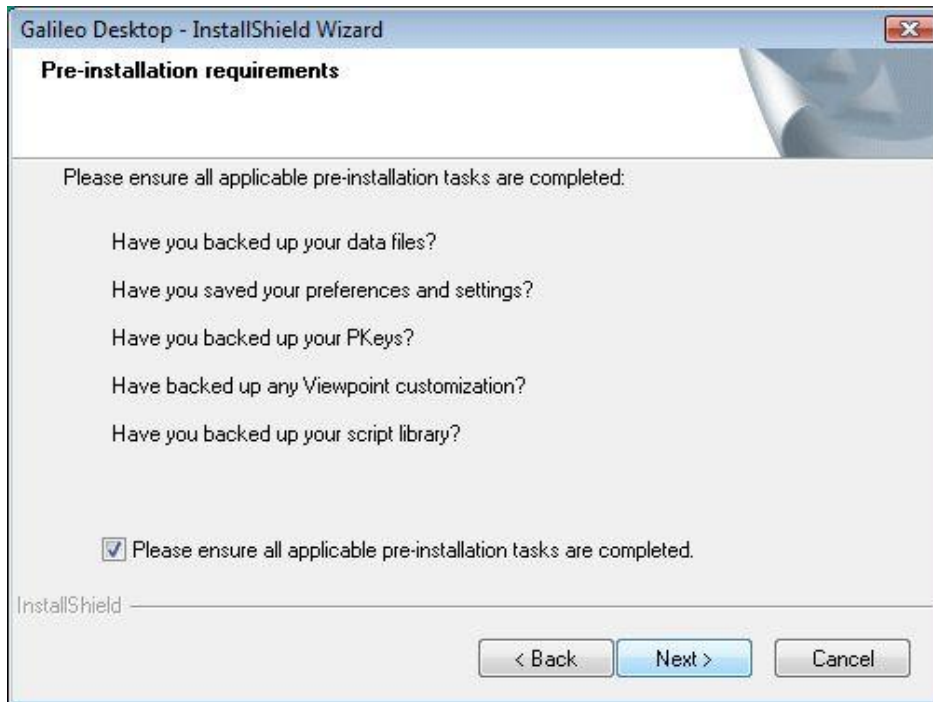 Galileo Desktop - InstallShield Wizard
Pre-installation requirements
Please ensure all applicable pre-installation tasks are completed:
Have you backed up your data files?
Have you saved your preferences and settings?
Have you backed up your PKeys?
Have backed up any Viewpoint customization?
Have you backed up your script library?
Please ensure all applicable pre-installation tasks are completed.
InstallShield
< Back Next > Cancel